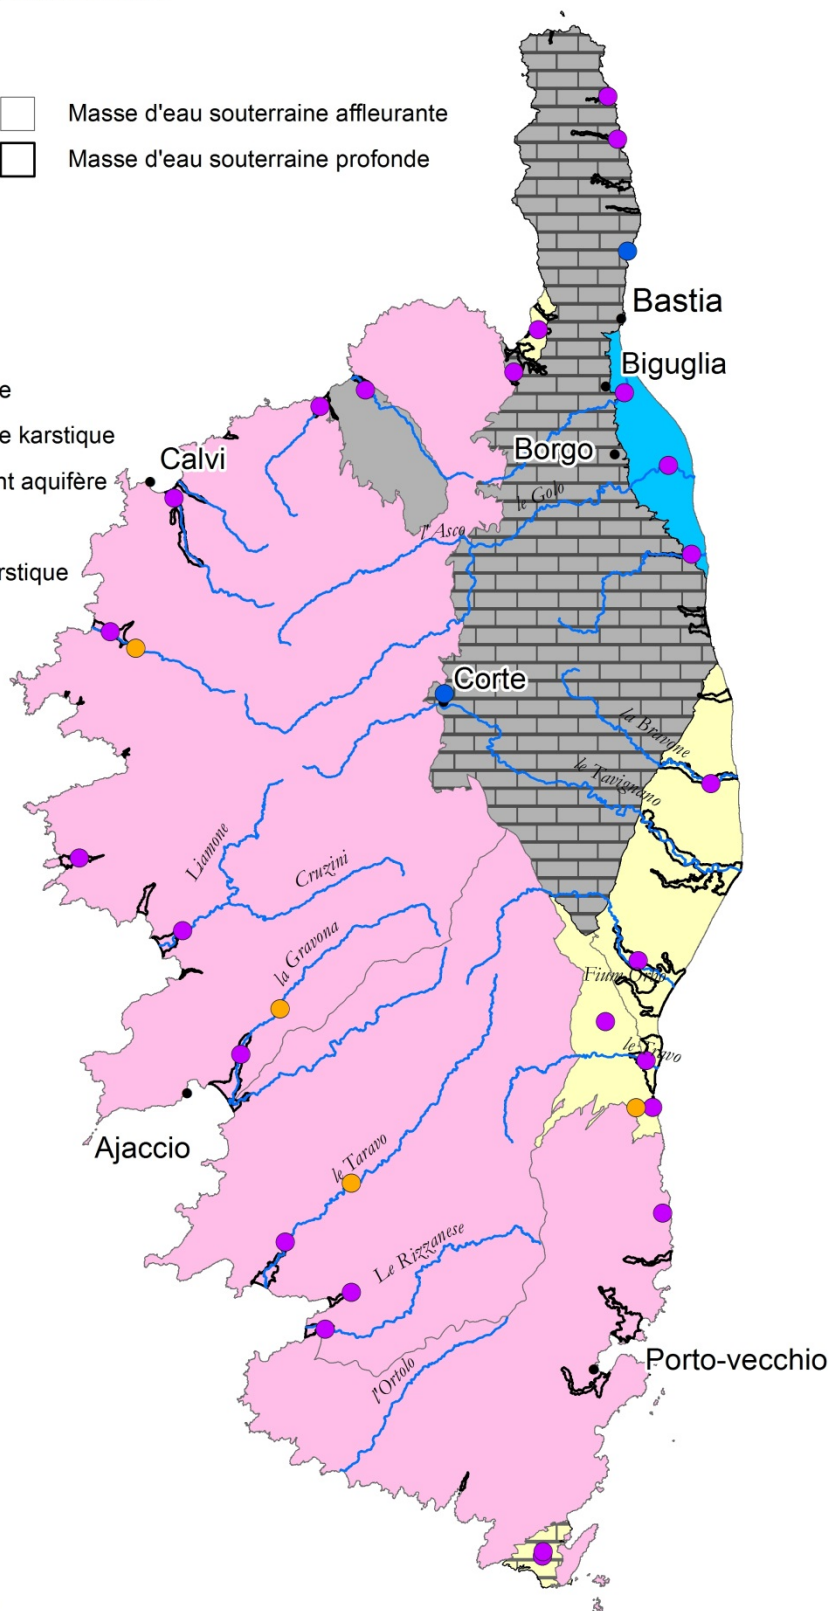 Masse d'eau souterraine affleurante
Masse d'eau souterraine profonde
Bastia
Biguglia
e
e karstique
Calvi
Borgo
nt aquifère
le Golo
l'Asco
rstique
Corte
la Bravone
le Tavignano
Liamone
Cruzini
la Gravona
Fium Orbo
le Travo
Ajaccio
le Taravo
Le Rizzanese
Porto-vecchio
l'Ortolo